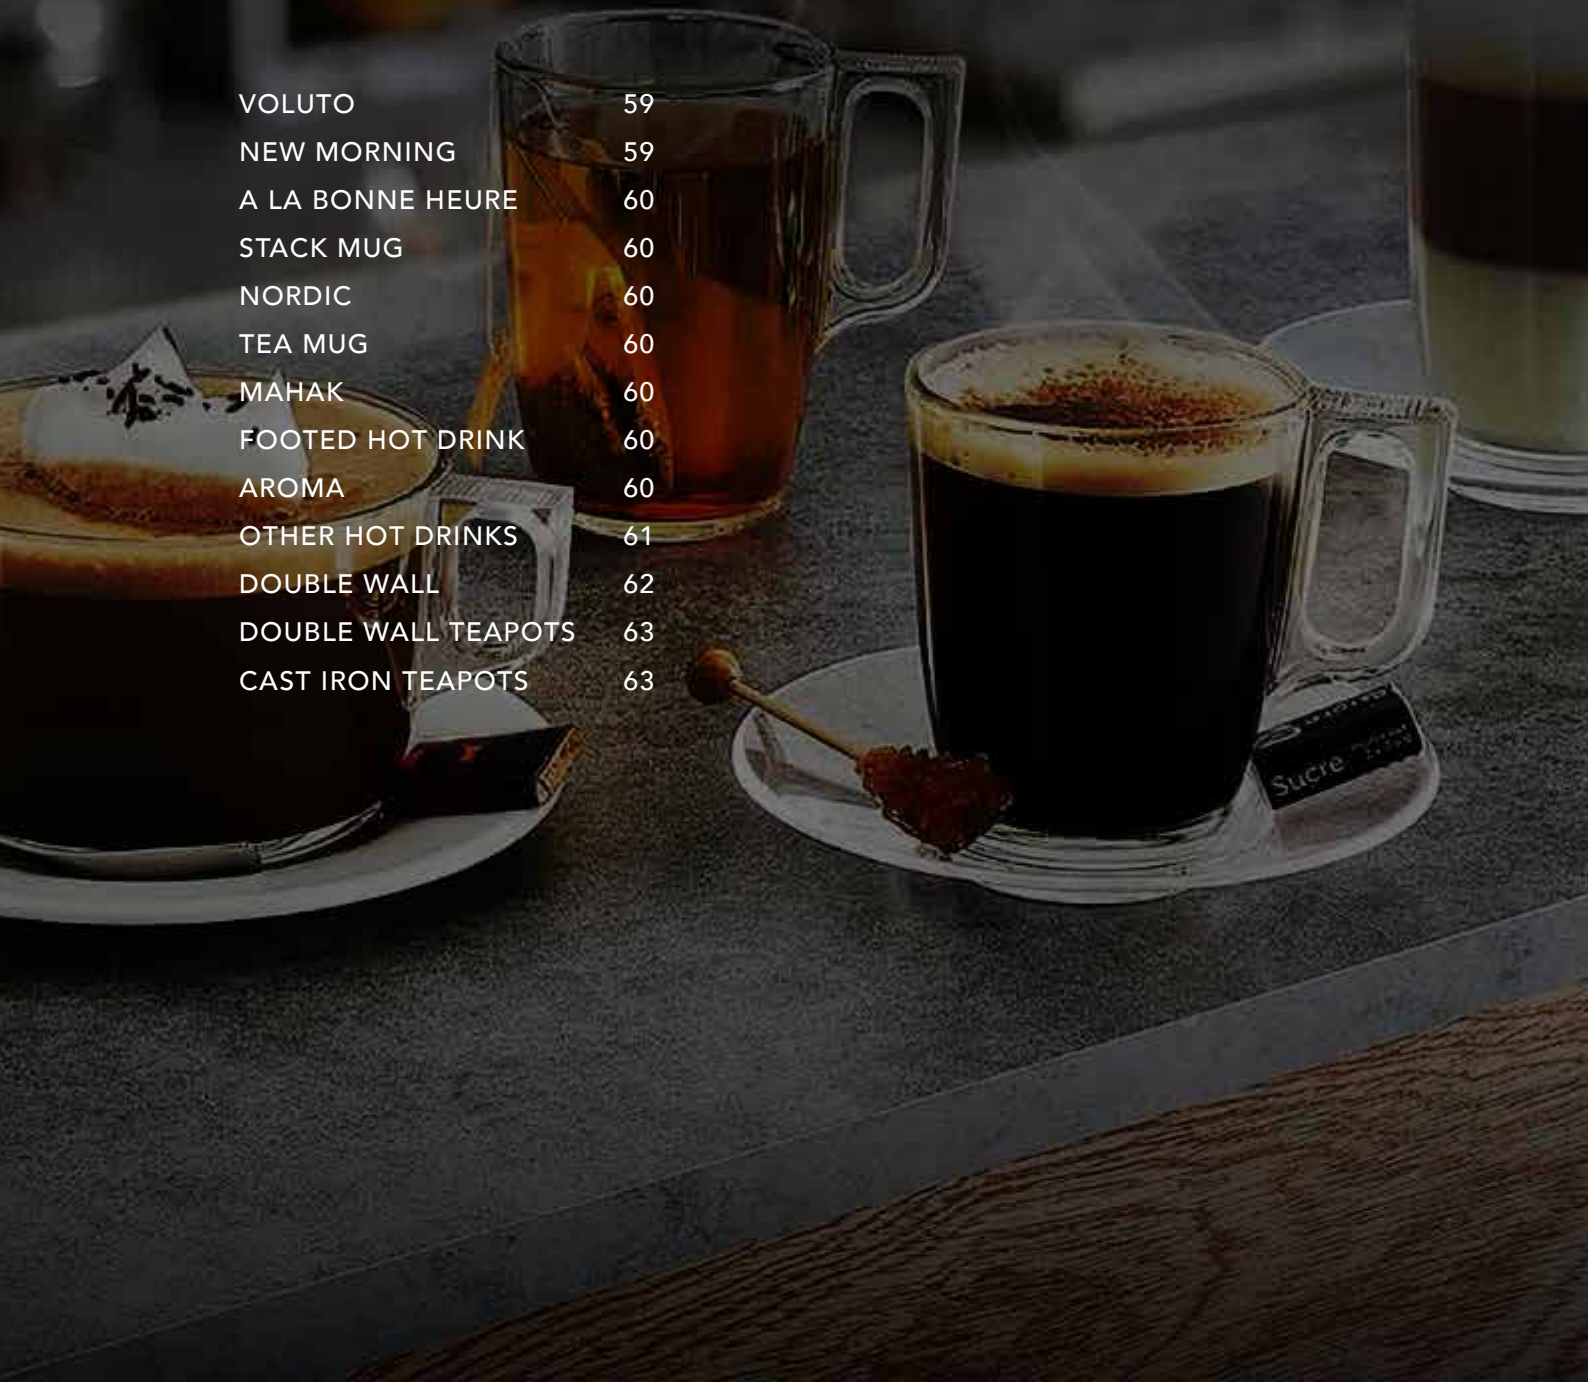 VOLUTO 59
NEW MORNING 59
A LA BONNE HEURE 60
STACK MUG 60
NORDIC 60
TEA MUG 60
MAHAK 60
FOOTED HOT DRINK 60
AROMA 60
OTHER HOT DRINKS 61
DOUBLE WALL 62
DOUBLE WALL TEAPOTS 63
CAST IRON TEAPOTS 63
Sucre